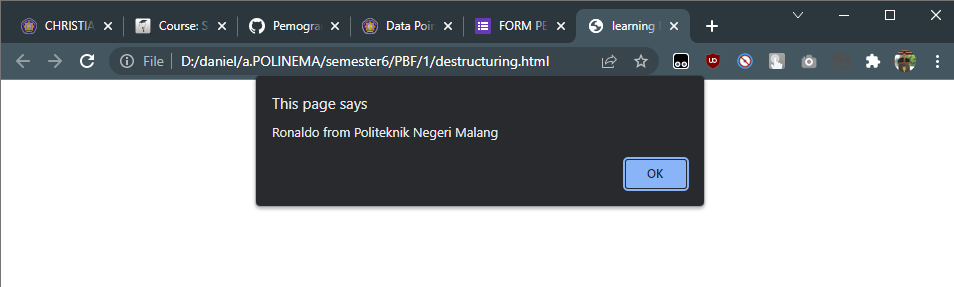 CHRISTIA
Course: S
Pemogra
Data Poin
FORM PE
learning
File
D:/daniel/a.POLINEMA/semester6/PBF/1/destructuring.html
This page says
Ronaldo from Politeknik Negeri Malang
OK